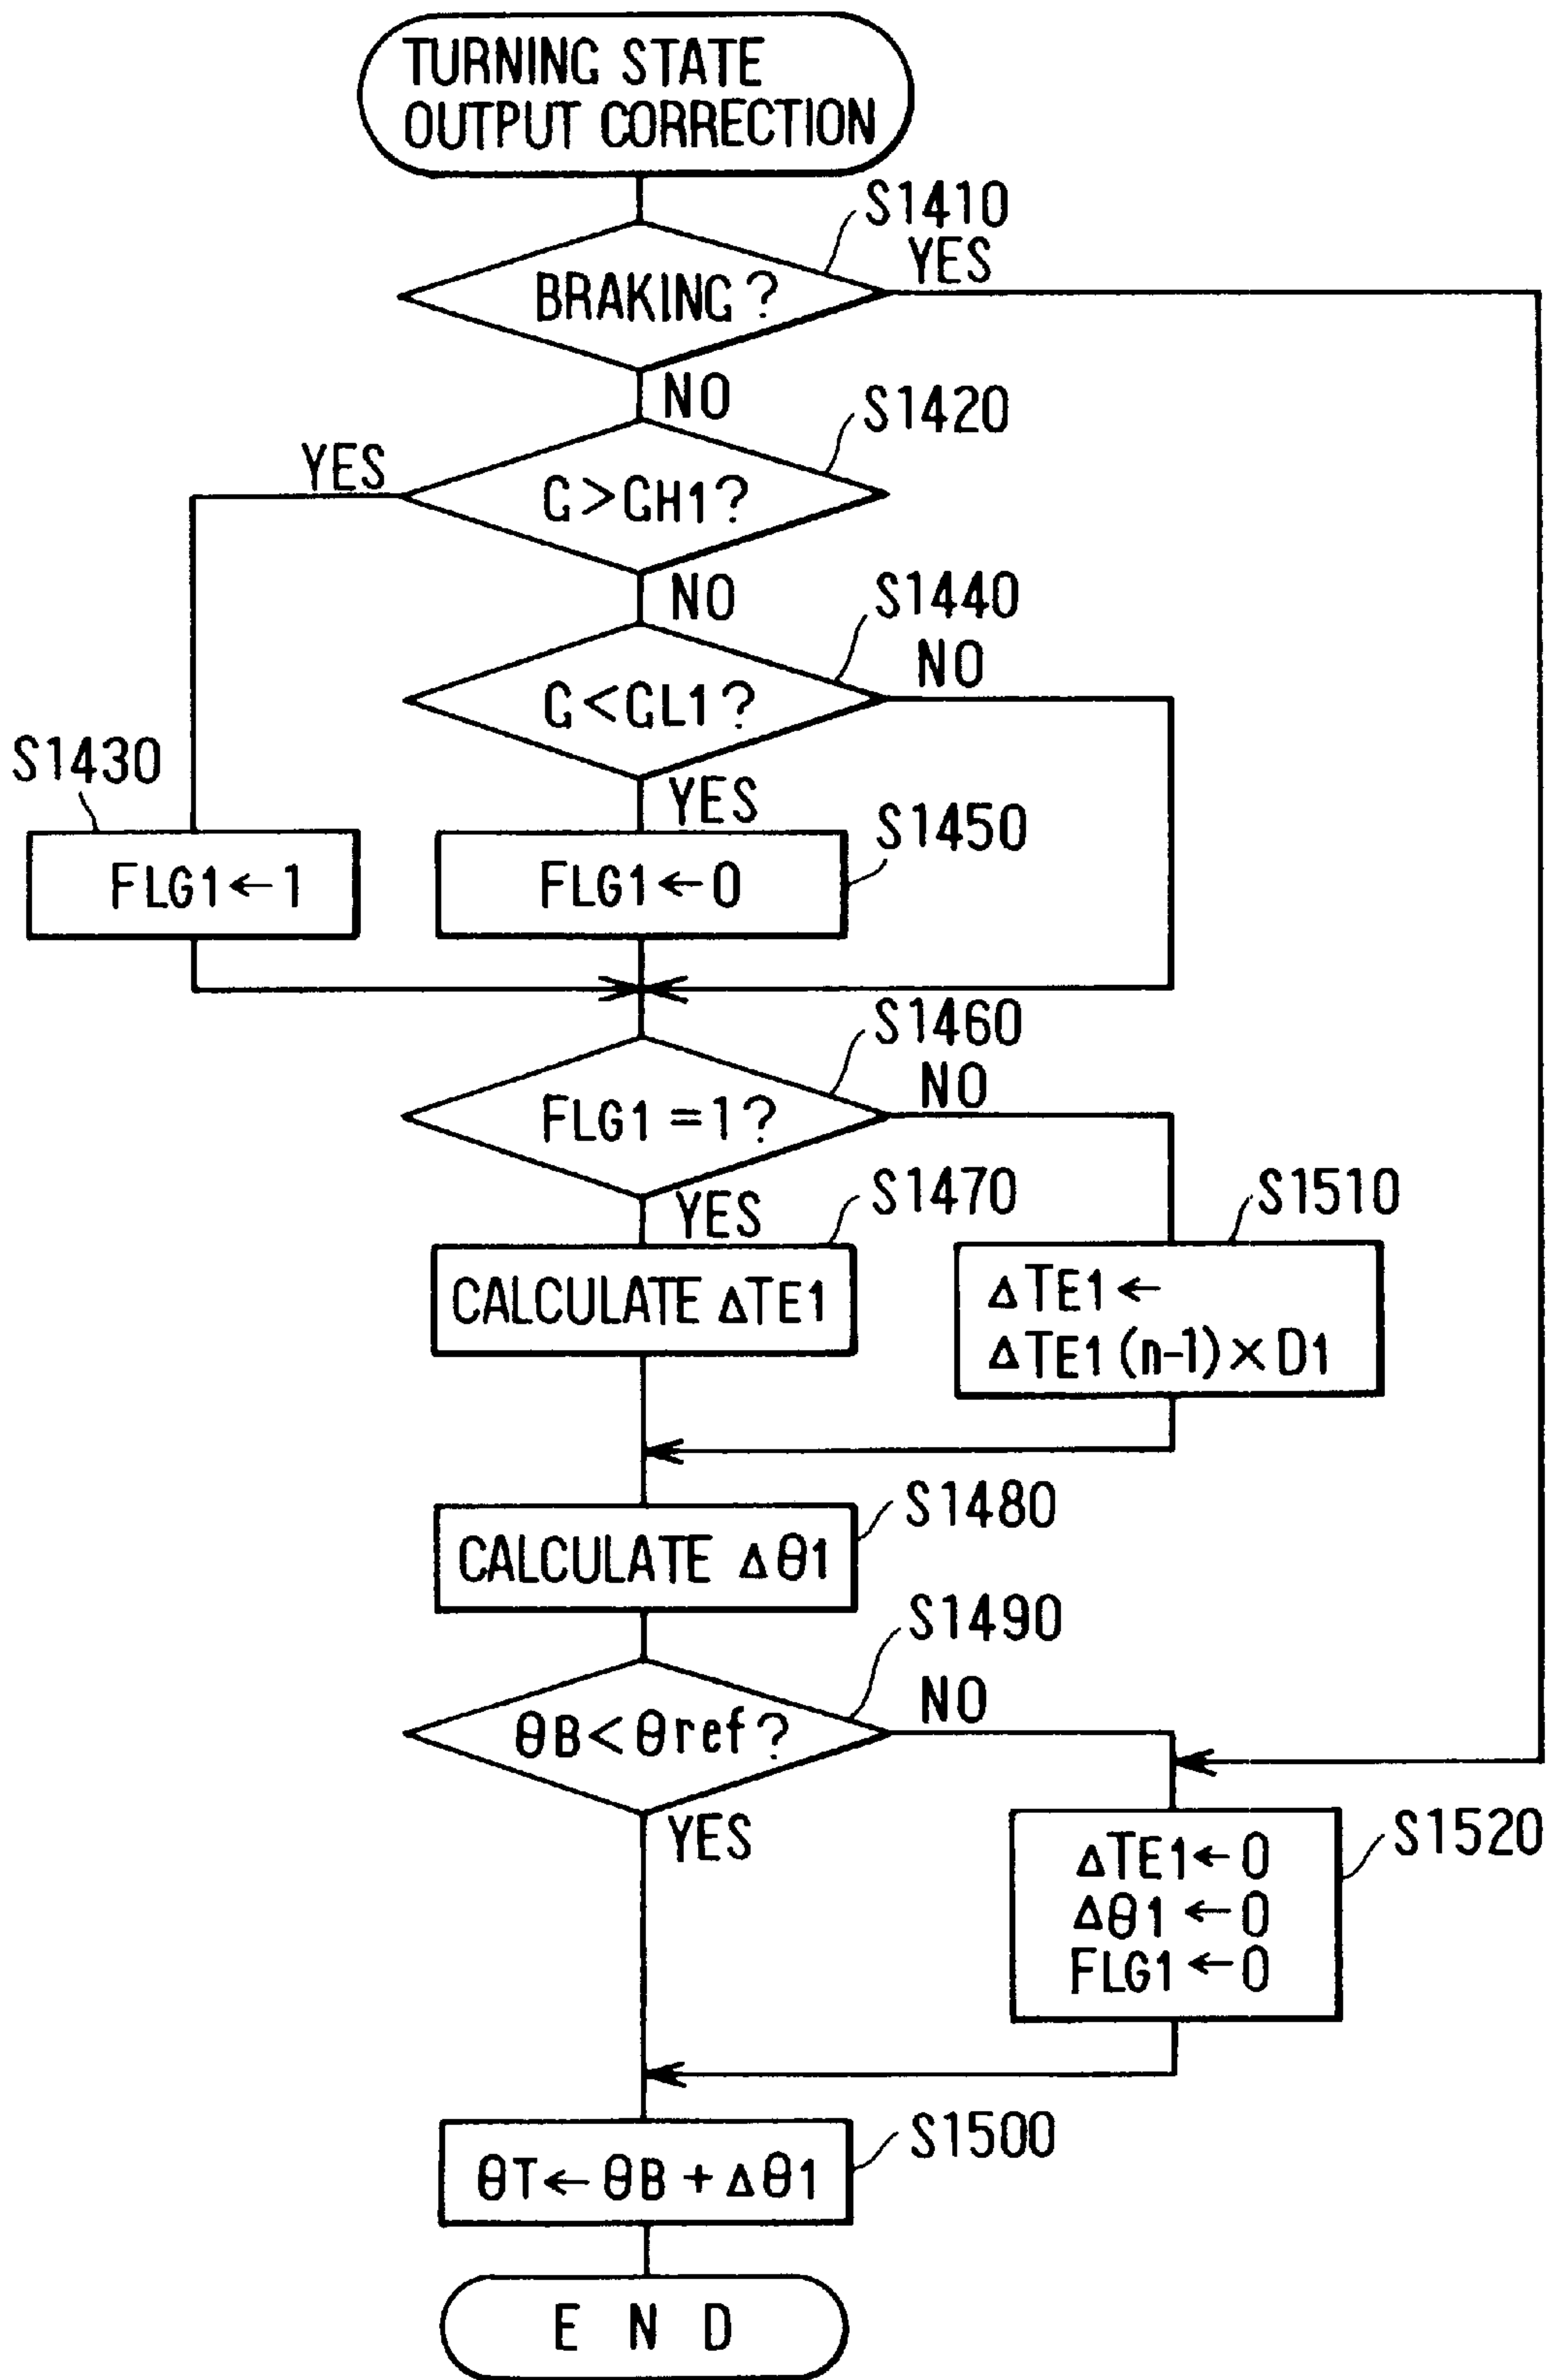 TURNING STATE
OUTPUT CORRECTION
S1410
YES
BRAKING?
NO
S1420
YES
G>GH1?
NO
S1440
NO
G<GL1?
S1430
YES
S1450
FLG1←1
FLG1←0
S1460
NO
FLG1=1?
S1470
S1510
YES
CALCULATE ΔTE1
ΔTE1←
ΔTE1(n-1)×D1
S1480
CALCULATE Δθ1
S1490
NO
θB<θref?
YES
S1520
ΔTE1←0
Δθ1←0
FLG1←0
S1500
θT←θB+Δθ1
END